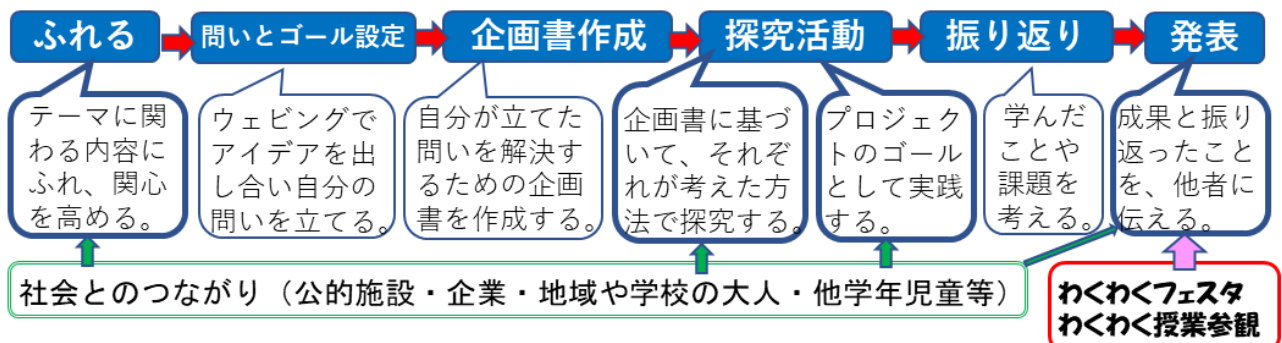 ふれる
問いとゴール設定
企画書作成
探究活動
振り返り
発表
テーマに関
わる内容に
ふれ、関心
を高める。
ウェビングで
アイデアを出
し合い自分の
問いを立てる。
自分が立てた
問いを解決す
るための企画
書を作成する。
企画書に基づ
いて、それぞ
れが考えた方
法で探究する。
プロジェク
トのゴール
として実践
する。
学んだ
ことや
課題を
考える。
成果と振り
返ったこと
を、他者に
伝える。
社会とのつながり（公的施設・企業・地域や学校の大人・他学年児童等）
わくわくフェスタ
わくわく授業参観